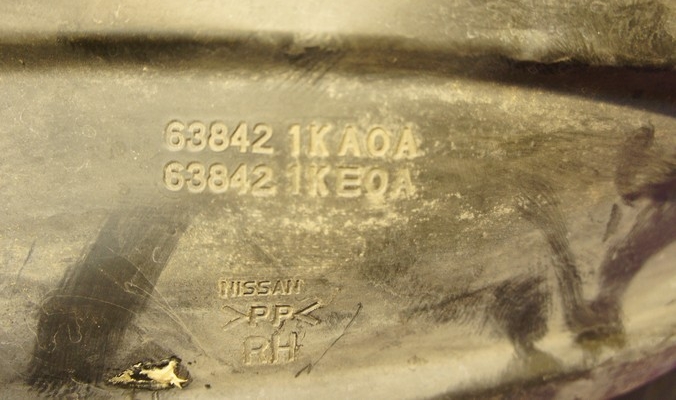 63842 1KA0A
63842 1KE0A
NISSAN
>PP<
RH